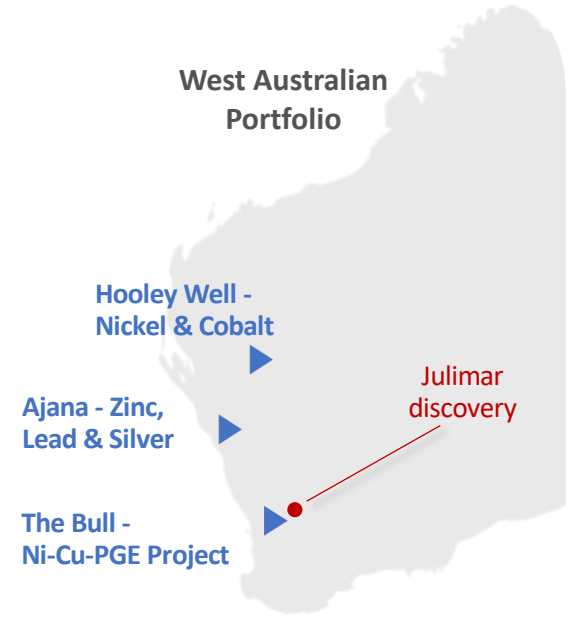 West Australian
Portfolio
Hooley Well -
Nickel & Cobalt
Julimar
discovery
Ajana - Zinc,
Lead & Silver
The Bull -
Ni-Cu-PGE Project